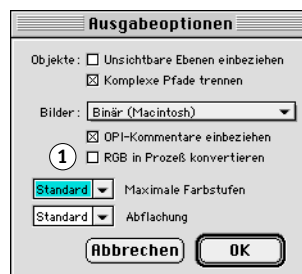 Ausgabeoptionen
Objekte: Unsichtbare Ebenen einbeziehen
Komplexe Pfade trennen
Bilder: Binär (Macintosh)
OPI-Kommentare einbeziehen
1 RGB in Prozeß konvertieren
Standard Maximale Farbstufen
Standard Abflachung
Abbrechen OK